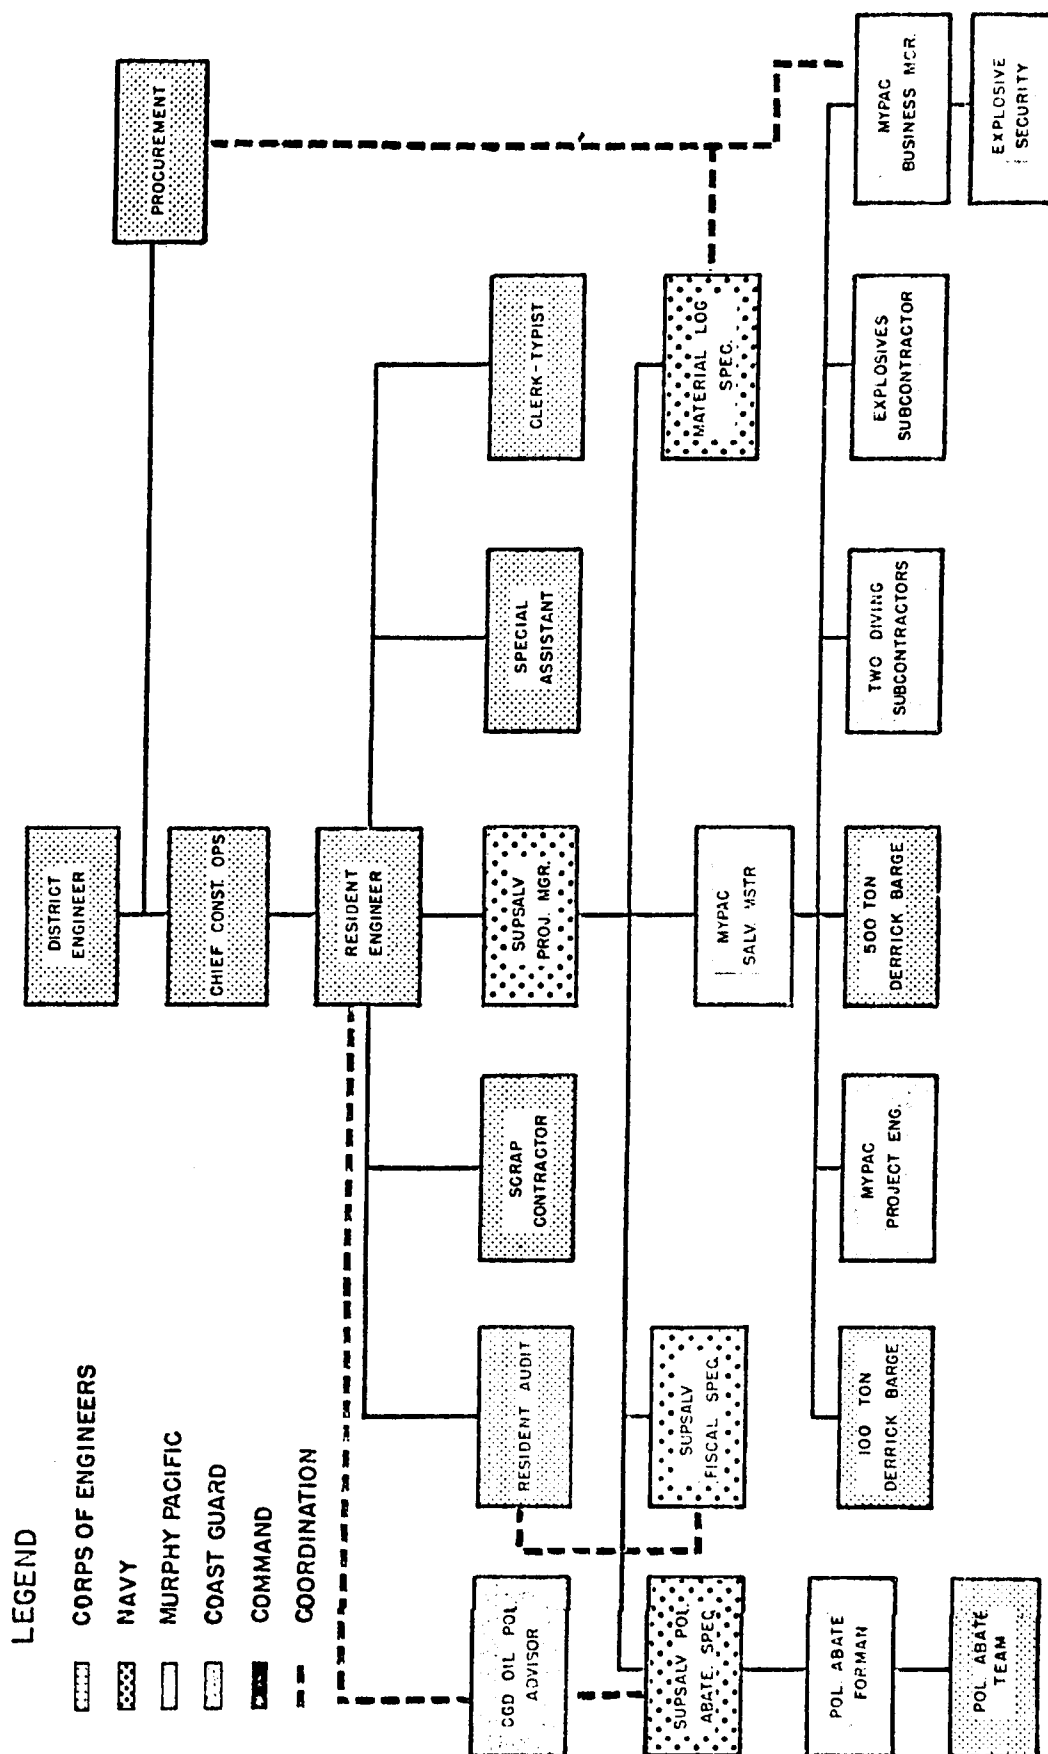 LEGEND
CORPS OF ENGINEERS
NAVY
MURPHY PACIFIC
COAST GUARD
COMMAND
COORDINATION
DISTRICT
ENGINEER
PROCUREMENT
CHIEF CONST. OPS
RESIDENT
ENGINEER
CGD OIL POL
ADVISOR
RESIDENT AUDIT
SCRAP
CONTRACTOR
SUPSALV
PROJ. MGR.
SPECIAL
ASSISTANT
CLERK-TYPIST
SUPSALV POL.
ABATE. SPEC.
SUPSALV
FISCAL SPEC.
MATERIAL LOG
SPEC.
MYPAC
SALV. MSTR
POL. ABATE
FORMAN
100 TON
DERRICK BARGE
MYPAC
PROJECT ENG.
500 TON
DERRICK BARGE
TWO DIVING
SUBCONTRACTORS
EXPLOSIVES
SUBCONTRACTOR
MYPAC
BUSINESS MGR.
POL. ABATE
TEAM
EXPLOSIVE
SECURITY